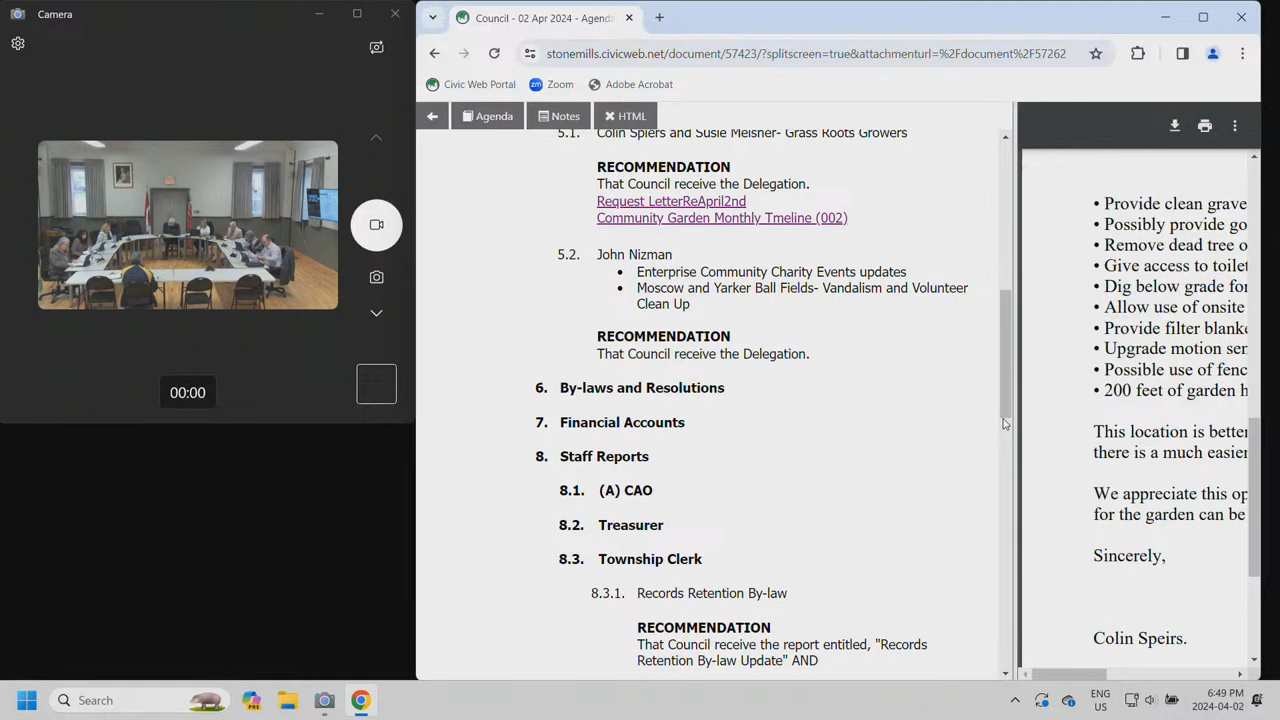 Camera
00:00
Council - 02 Apr 2024 - Agenda
stonemills.civicweb.net/document/57423/?splitscreen=true&attachmenturl=%2Fdocument%2F57262
Civic Web Portal
Zoom
Adobe Acrobat
Agenda
Notes
HTML
5.1. Colin Spiers and Susie Meisner- Grass Roots Growers
RECOMMENDATION
That Council receive the Delegation.
Request LetterReApril2nd
Community Garden Monthly Tmeline (002)
5.2. John Nizman
• Enterprise Community Charity Events updates
• Moscow and Yarker Ball Fields- Vandalism and Volunteer
Clean Up
RECOMMENDATION
That Council receive the Delegation.
6. By-laws and Resolutions
7. Financial Accounts
8. Staff Reports
8.1. (A) CAO
8.2. Treasurer
8.3. Township Clerk
8.3.1. Records Retention By-law
RECOMMENDATION
That Council receive the report entitled, "Records
Retention By-law Update" AND
• Provide clean grave
• Possibly provide go
• Remove dead tree o
• Give access to toilet
• Dig below grade for
• Allow use of onsite
• Provide filter blanke
• Upgrade motion sen
• Possible use of fenc
• 200 feet of garden h
This location is better
there is a much easier
We appreciate this op
for the garden can be
Sincerely,
Colin Speirs.
Search
ENG
US
6:49 PM
2024-04-02